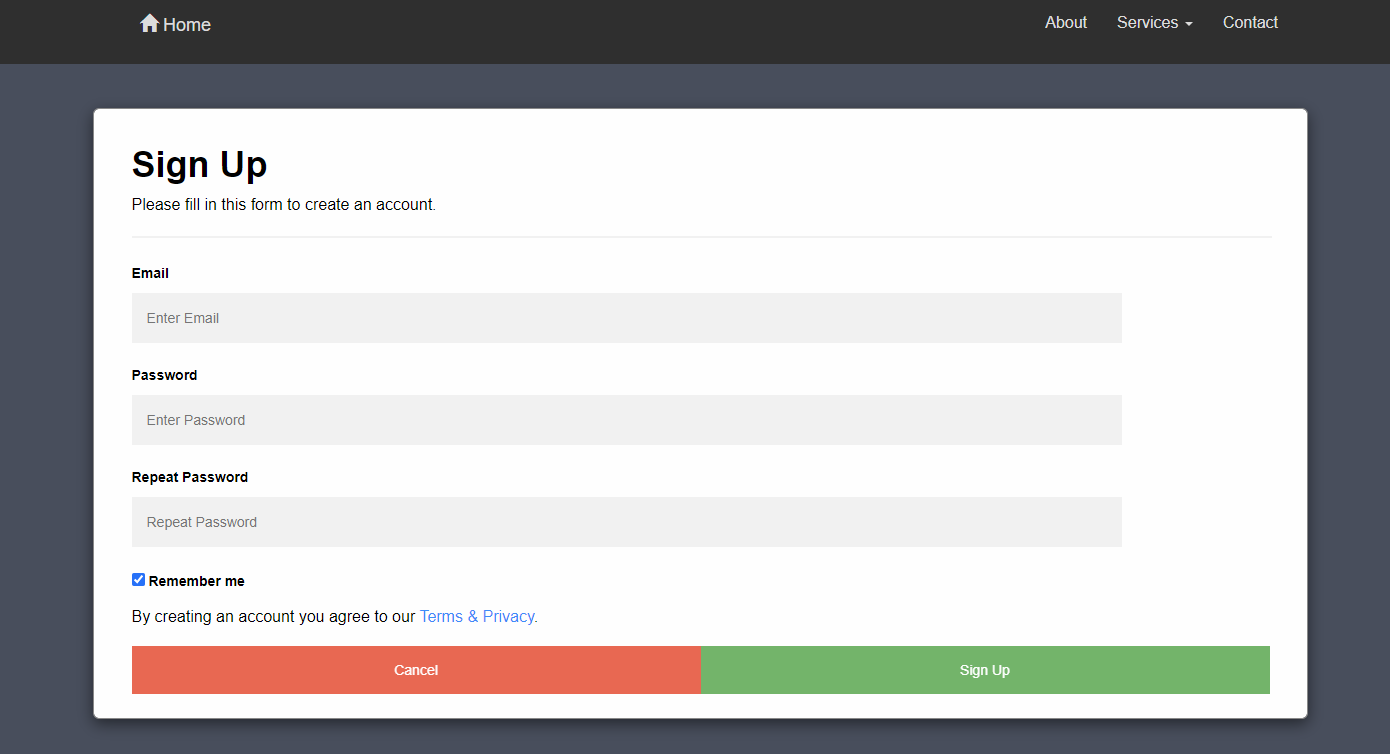 Home
About
Services
Contact
Sign Up
Please fill in this form to create an account.
Email
Enter Email
Password
Enter Password
Repeat Password
Repeat Password
Remember me
By creating an account you agree to our Terms & Privacy.
Cancel
Sign Up